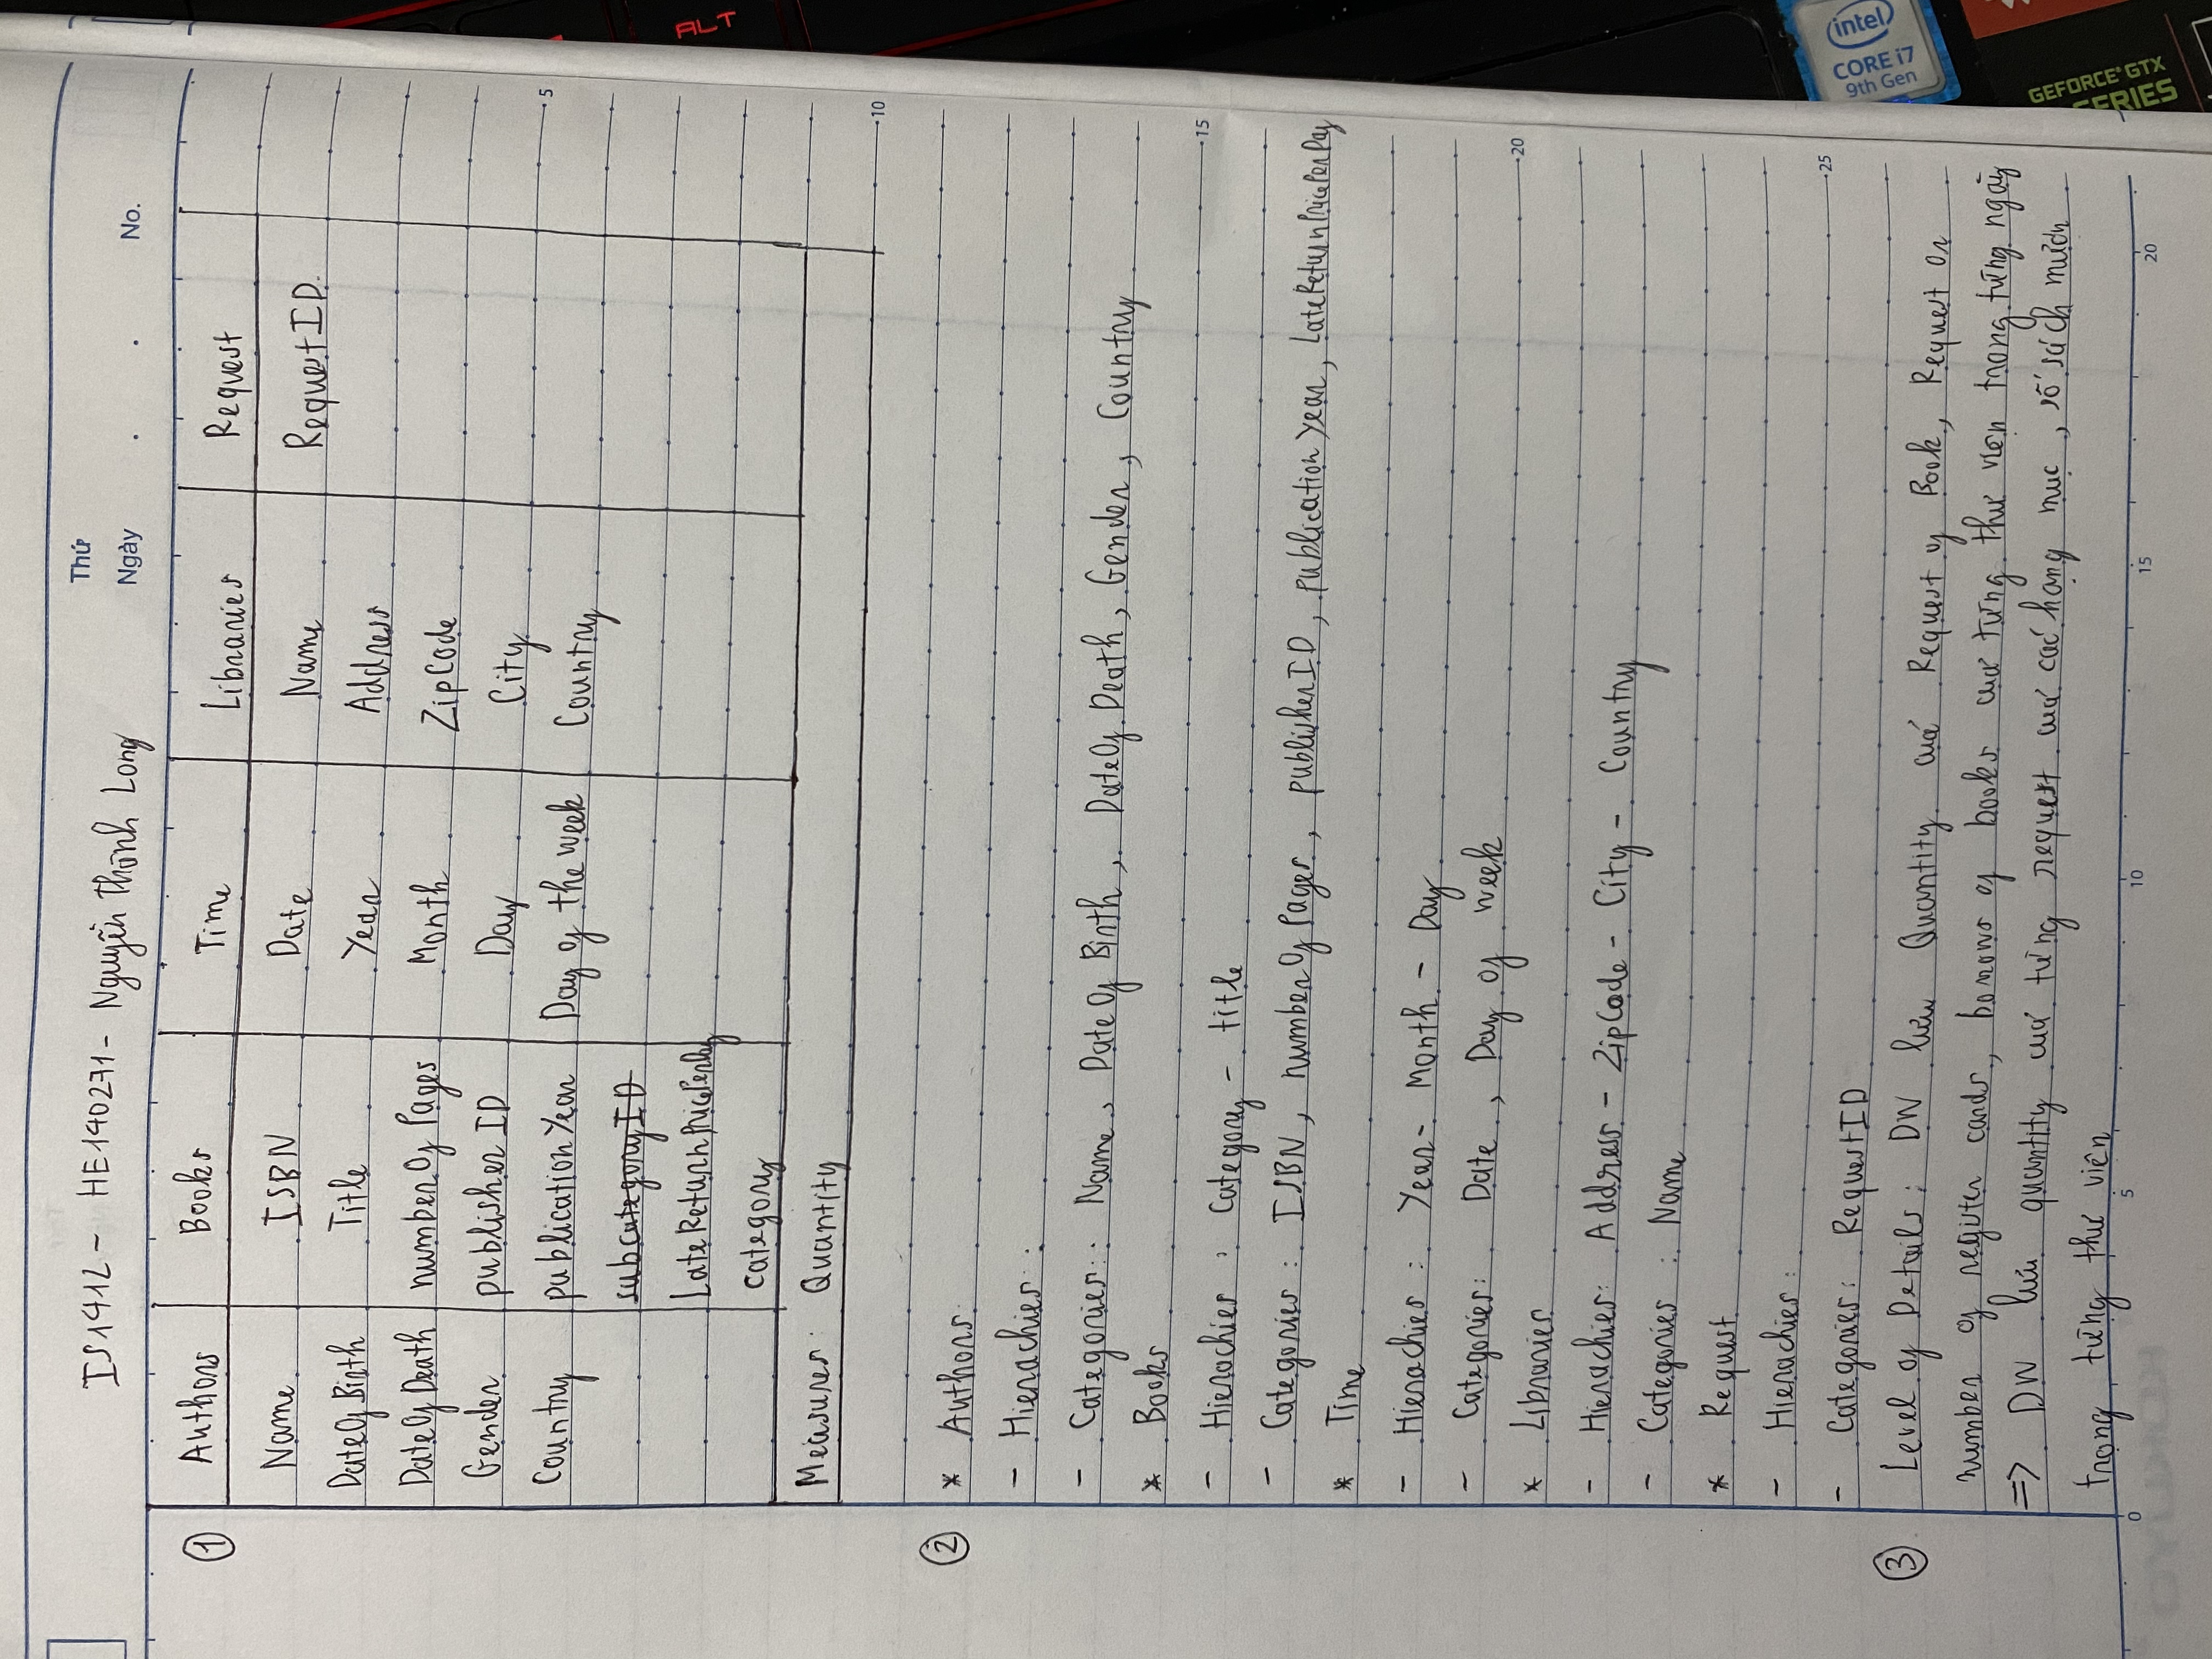 Thứ
IS1412 - HE140271 - Nguyễn Thành Long
Ngày . . No.
① Authors Books Time Libraries Request
Name ISBN Date Name RequestID
DateOfBirth Title Year Address
DateOfDeath numberOfPages Month ZipCode
Gender publisherID Day City
Country publicationYear Day of the week Country
5
subcategoryID
LateReturnPricePerDay
category
Measures: Quantity
10
② * Authors
- Hierachies :
- Categories : Name, DateOfBirth, DateOfDeath, Gender, Country
* Books
15
- Hierachies : Category - title
- Categories : ISBN, numberOfPages, publisherID, publicationYear, LateReturnPricePerDay
* Time
- Hierachies : Year - Month - Day
- Categories: Date, Day of week
20
* Libraries
- Hierachies: Address - ZipCode - City - Country
- Categories : Name
* Request
- Hierachies :
25
- Categories: RequestID
③ Level of Details: DW lưu Quantity cuả Request of Book, Request or
number of register cards, borrows of books cuả từng thư viện trong từng ngày
=> DW lưu quantity cuả từng request cuả các hạng mục, số sách mượn
trong từng thư viện
0 5 10 15 20
KOKUYO
ALT
intel
CORE i7
9th Gen
GEFORCE GTX
SERIES